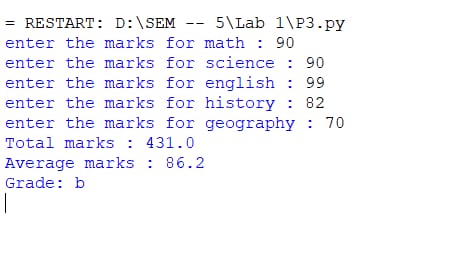 = RESTART: D:\SEM -- 5\Lab 1\P3.py
enter the marks for math : 90
enter the marks for science : 90
enter the marks for english : 99
enter the marks for history : 82
enter the marks for geography : 70
Total marks : 431.0
Average marks : 86.2
Grade: b